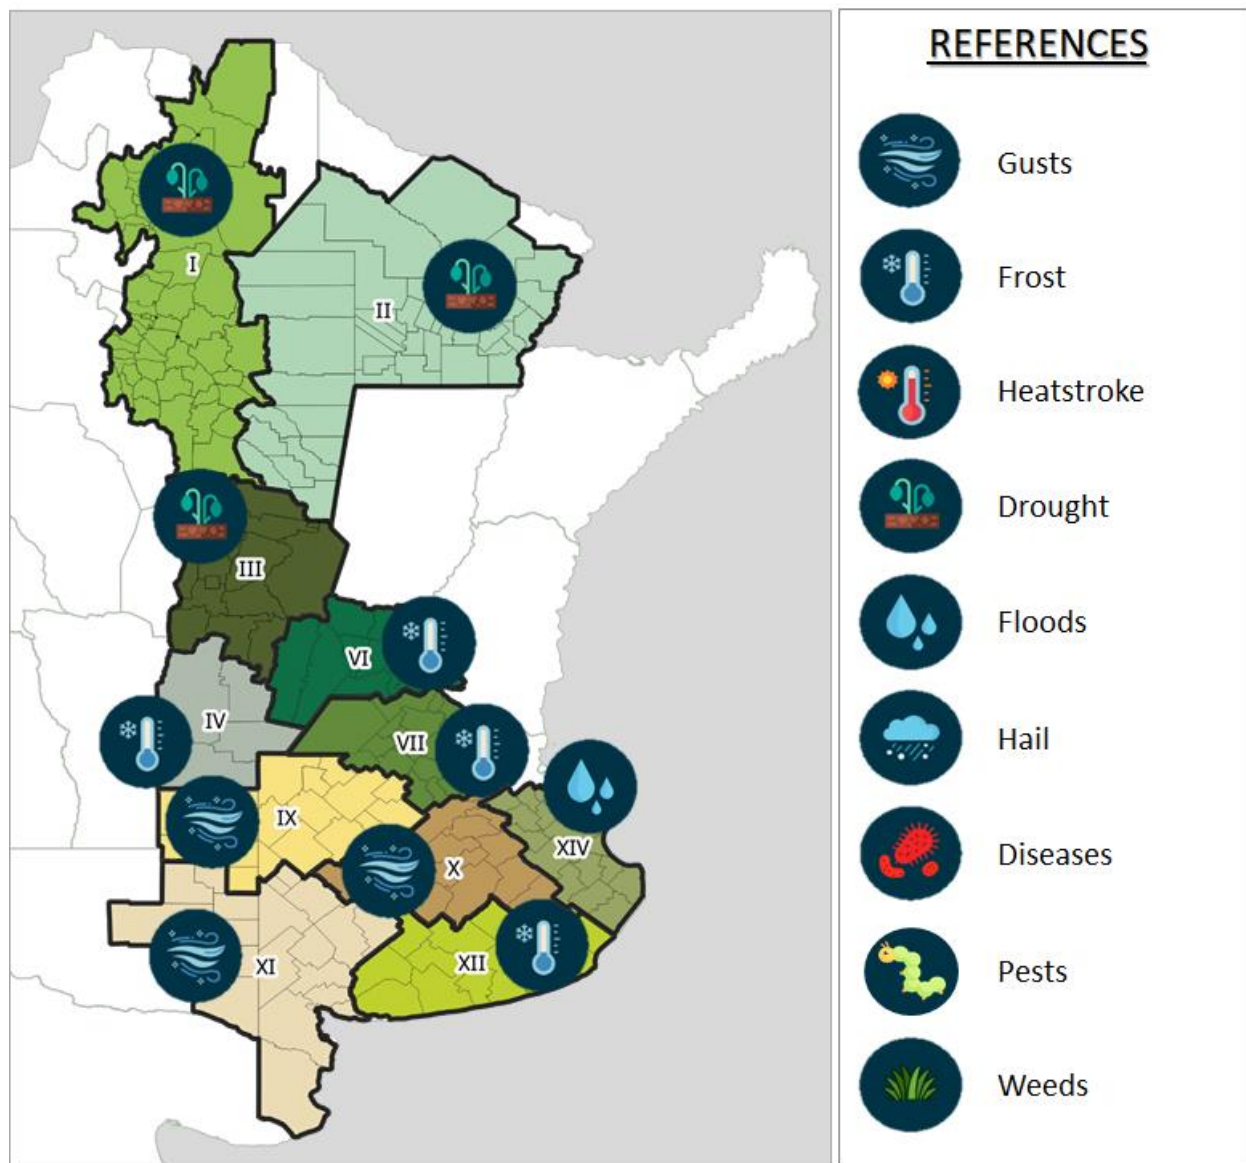 REFERENCES
Gusts
Frost
Heatstroke
Drought
Floods
Hail
Diseases
Pests
Weeds
I
II
III
VI
IV
VII
IX
X
XIV
XI
XII